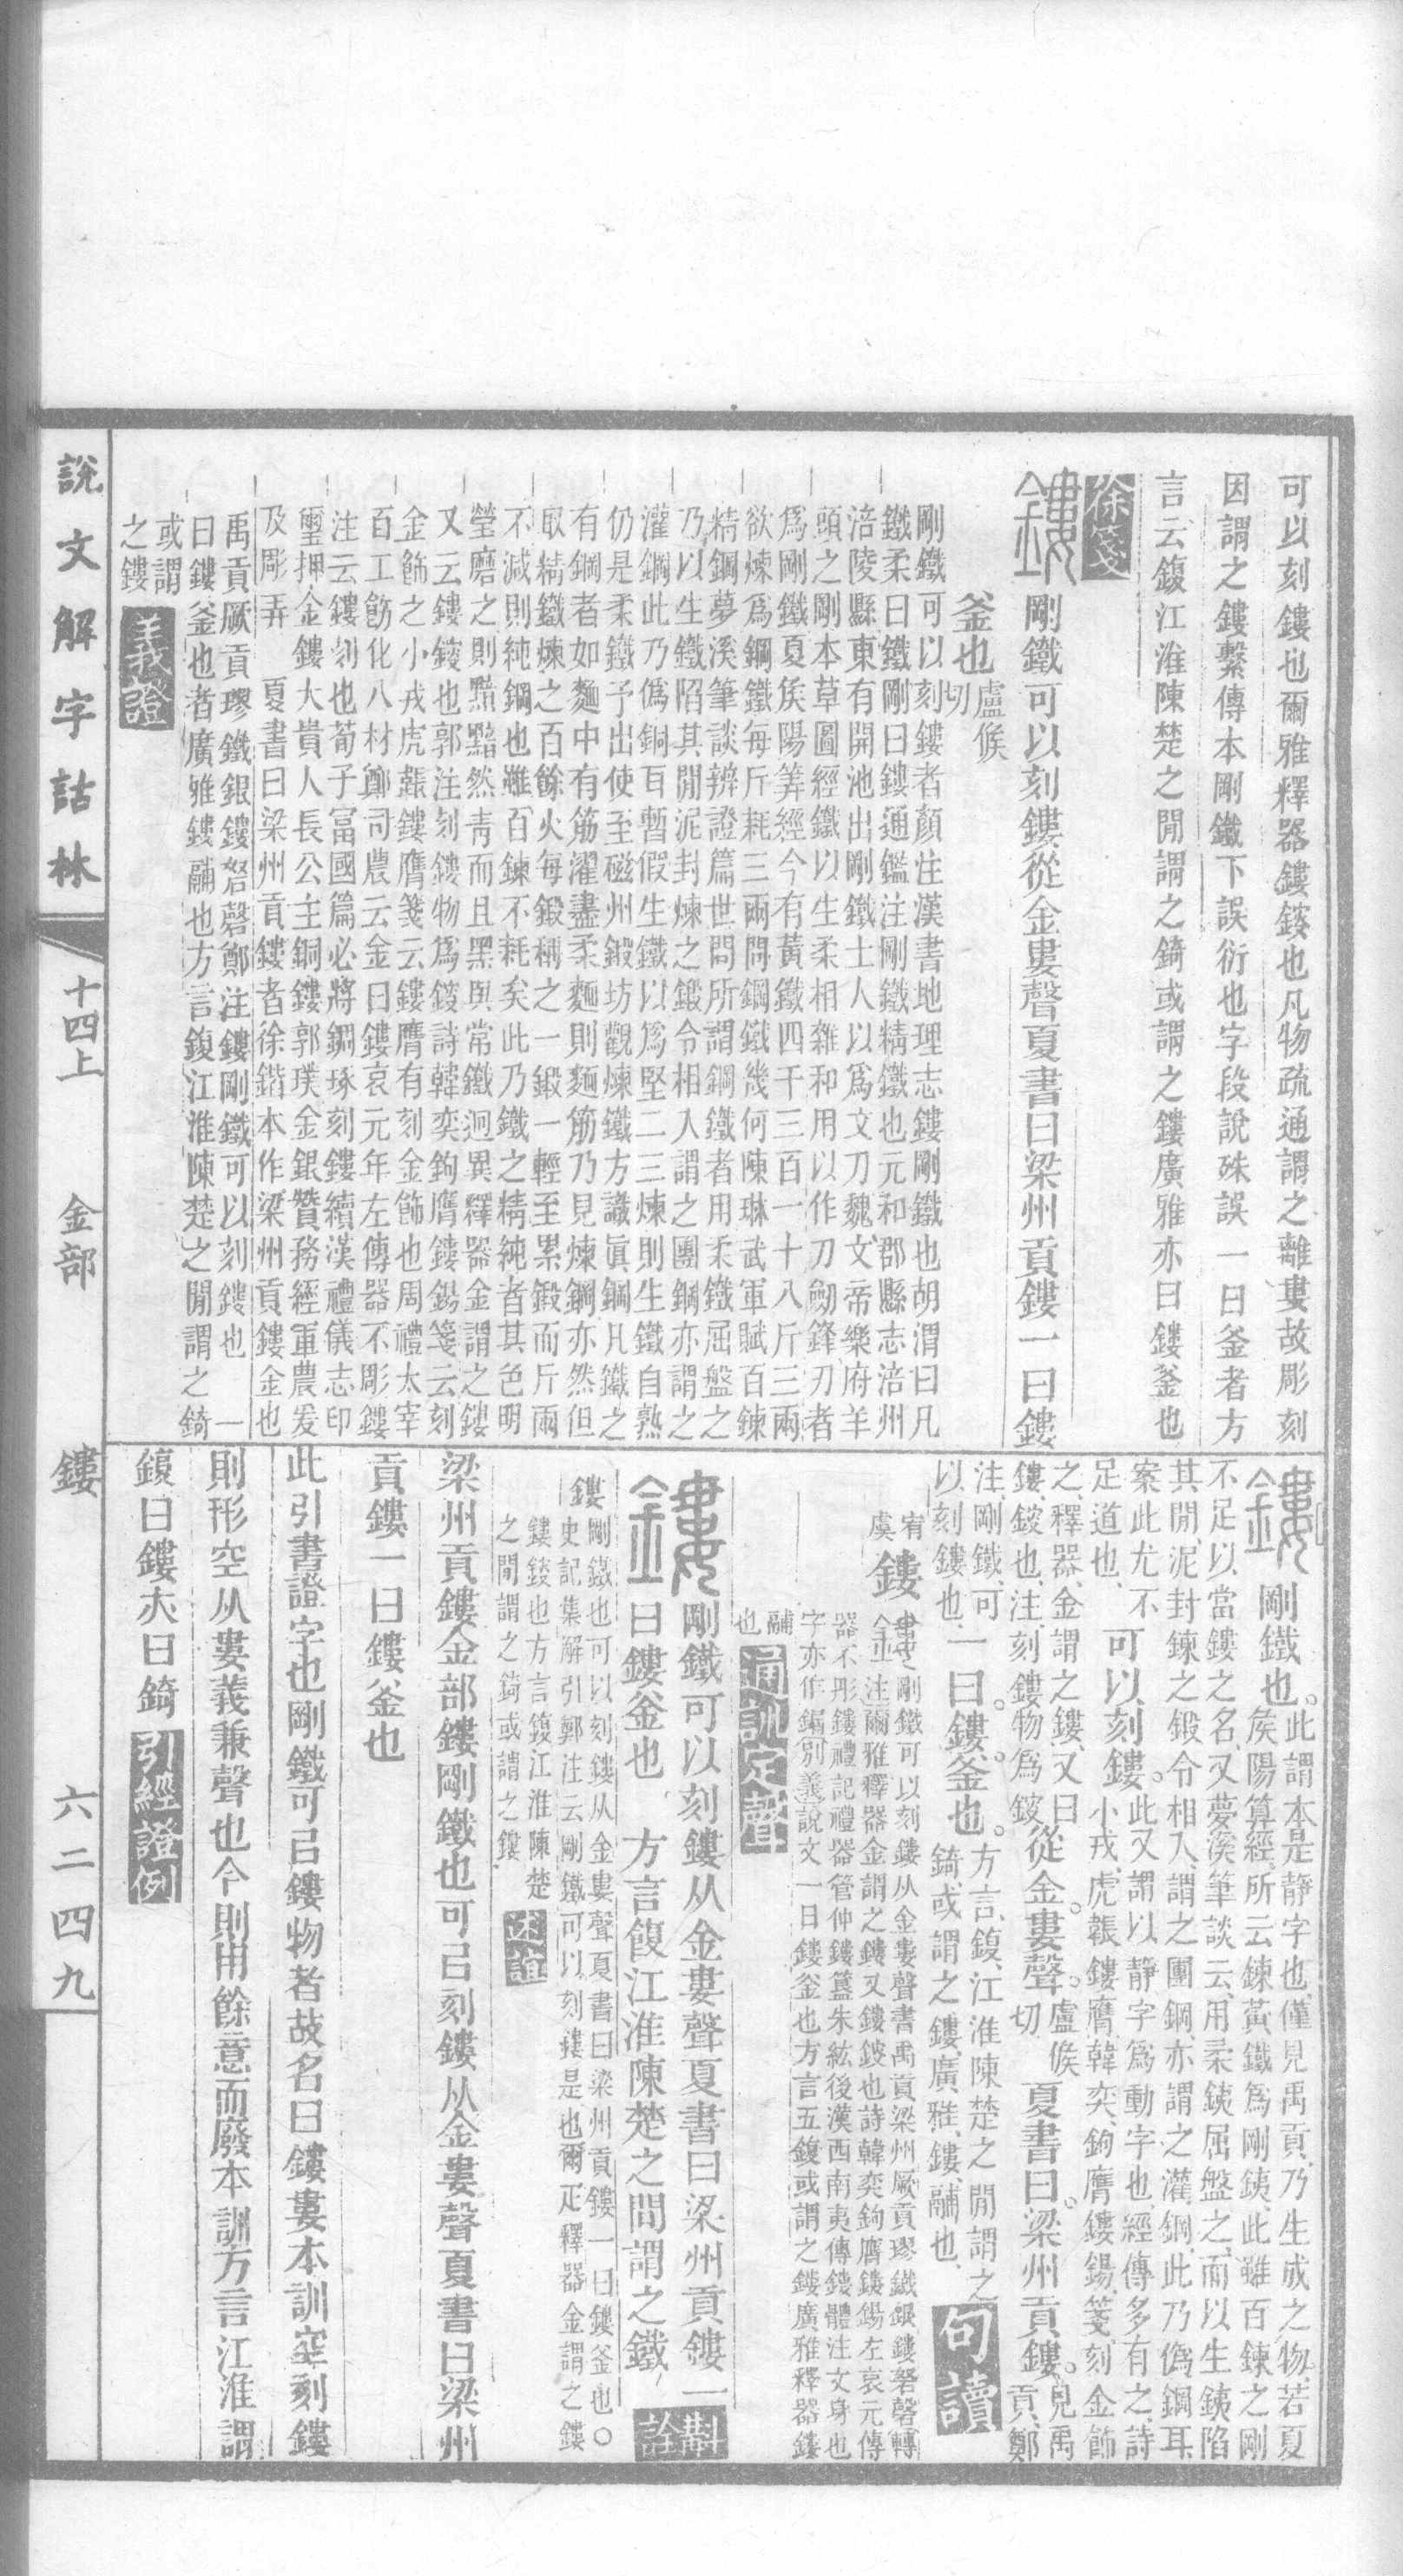 可以刻鏤也爾雅釋器鏤鋑也凡物疏通謂之離婁故彫刻
因謂之鏤繫傳本剛鐵下誤衍也字段說殊誤一曰釜者方
言云鍑江淮陳楚之閒謂之錡或謂之鏤廣雅亦曰鏤釜也
徐箋
鏤剛鐵可以刻鏤從金婁聲夏書曰梁州貢鏤一曰鏤
釜也盧候切
剛鐵可以刻鏤者顏注漢書地理志鏤剛鐵也胡渭曰凡
鐵柔曰鐵剛曰鏤通鑑注剛鐵精鐵也元和郡縣志涪州
涪陵縣東有開池出剛鐵土人以為文刀魏文帝樂府羊
頭之剛本草圖經鐵以生柔相雜和用以作刀劒鋒刃者
為剛鐵夏侯陽筭經今有黃鐵四千三百一十八斤三兩
欲煉為鋼鐵每斤耗三兩問鋼鐵幾何陳琳武軍賦百鍊
精鋼夢溪筆談辨證篇世間所謂鋼鐵者用柔鐵屈盤之
乃以生鐵陷其閒泥封煉之鍛令相入謂之團鋼亦謂之
灌鋼此乃偽鋼耳暫假生鐵以為堅二三煉則生鐵自熟
仍是柔鐵予出使至磁州鍛坊觀煉鐵方識眞鋼凡鐵之
有鋼者如麵中有筋濯盡柔麵則麵筋乃見煉鋼亦然但
取精鐵煉之百餘火每鍛稱之一鍛一輕至累鍛而斤兩
不減則純鋼也雖百鍊不耗矣此乃鐵之精純者其色明
瑩磨之則黯黯然青而且黑與常鐵迥異釋器金謂之鏤
又云鏤鋑也郭注刻鏤物為鋑詩韓奕鉤膺鏤鍚箋云刻
金飾之小戎虎韔鏤膺箋云鏤膺有刻金飾也周禮太宰
百工飭化八材鄭司農云金曰鏤哀元年左傳器不彫鏤
注云鏤刻也荀子富國篇必將錭琢刻鏤續漢禮儀志印
璽押金鏤大貴人長公主銅鏤郭璞金銀贊務經軍農爰
及彫弄 夏書曰梁州貢鏤者徐鍇本作梁州貢鏤金也
禹貢厥貢璆鐵銀鏤砮磬鄭注鏤剛鐵可以刻鏤也 一
曰鏤釜也者廣雅鏤鬴也方言鍑江淮陳楚之閒謂之錡
或謂之鏤
義證
鏤剛鐵也此謂本是靜字也僅見禹貢乃生成之物若夏
侯陽算經所云鍊黃鐵為剛銕此雖百鍊之剛
不足以當鏤之名又夢溪筆談云用柔銕屈盤之而以生銕陷
其閒泥封鍊之鍛令相入謂之團鋼亦謂之灌鋼此乃偽鋼耳
案此尤不足道也可以刻鏤此又謂以靜字為動字也經傳多有之詩
小戎虎韔鏤膺韓奕鉤膺鏤鍚箋刻金飾
之釋器金謂之鏤又曰鏤鋑也注刻鏤物為鋑從金婁聲盧候切夏書曰梁州貢鏤見禹貢鄭
注剛鐵可以刻鏤也一曰鏤釜也方言鍑江淮陳楚之閒謂之
錡或謂之鏤廣雅鏤鬴也
句讀
鏤剛鐵可以刻鏤从金婁聲書禹貢梁州厥貢璆鐵銀鏤砮磬轉
注爾雅釋器金謂之鏤又鏤鋑也詩韓奕鉤膺鏤鍚左哀元傳
器不彤鏤禮記禮器管仲鏤簋朱紘後漢西南夷傳鏤體注文身也
字亦作鏥別義說文一曰鏤釜也方言五鍑或謂之鏤廣雅釋器鏤
鬴也
通訓定聲
鏤剛鐵可以刻鏤从金婁聲夏書曰梁州貢鏤一
曰鏤釜也 方言鍑江淮陳楚之間謂之鐵
斠詮
鏤剛鐵也可以刻鏤从金婁聲夏書曰梁州貢鏤一曰鏤釜也〇
史記集解引鄭注云剛鐵可以刻摟是也爾疋釋器金謂之鏤
鏤鋑也方言鍑江淮陳楚
之閒謂之錡或謂之鏤
述誼
梁州貢鏤金部鏤剛鐵也可㠯刻鏤从金婁聲夏書曰梁州
貢鏤一曰鏤釜也
此引書證字也剛鐵可㠯鏤物者故名曰鏤婁本訓空刻鏤
則形空从婁義兼聲也今則用餘意而廢本訓方言江淮謂
鍑曰鏤亦曰錡
引經證例
說文解字詁林 十四上 金部 鏤 六二四九